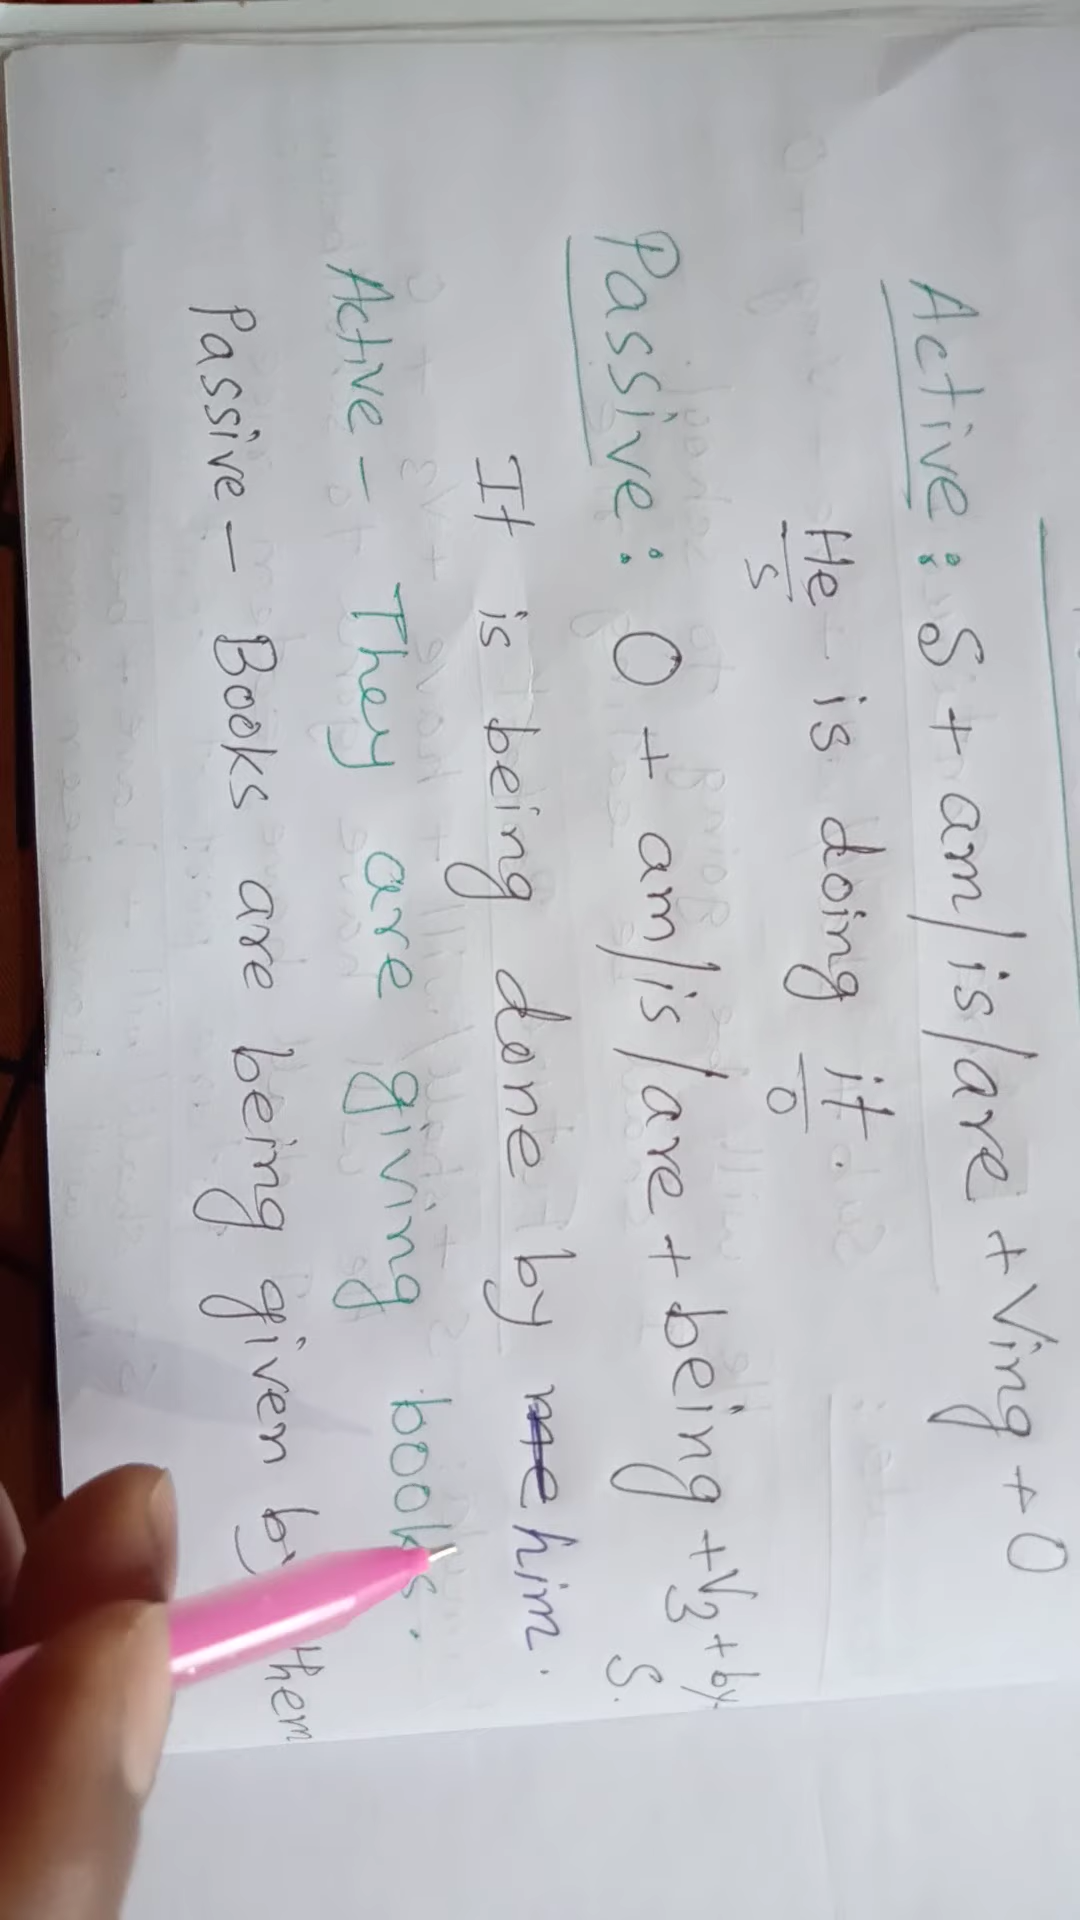 Active : S + am/is/are + Ving + O
He is doing it.
S O
Passive : O + am/is/are + being + V3 + by
S.
It is being done by me him.
Active - They are giving books.
Passive - Books are being given by them